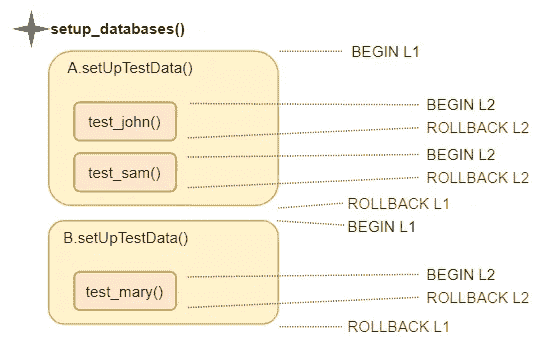 setup_databases()
BEGIN L1
A.setUpTestData()
BEGIN L2
test_john()
ROLLBACK L2
BEGIN L2
test_sam()
ROLLBACK L2
ROLLBACK L1
BEGIN L1
B.setUpTestData()
BEGIN L2
test_mary()
ROLLBACK L2
ROLLBACK L1